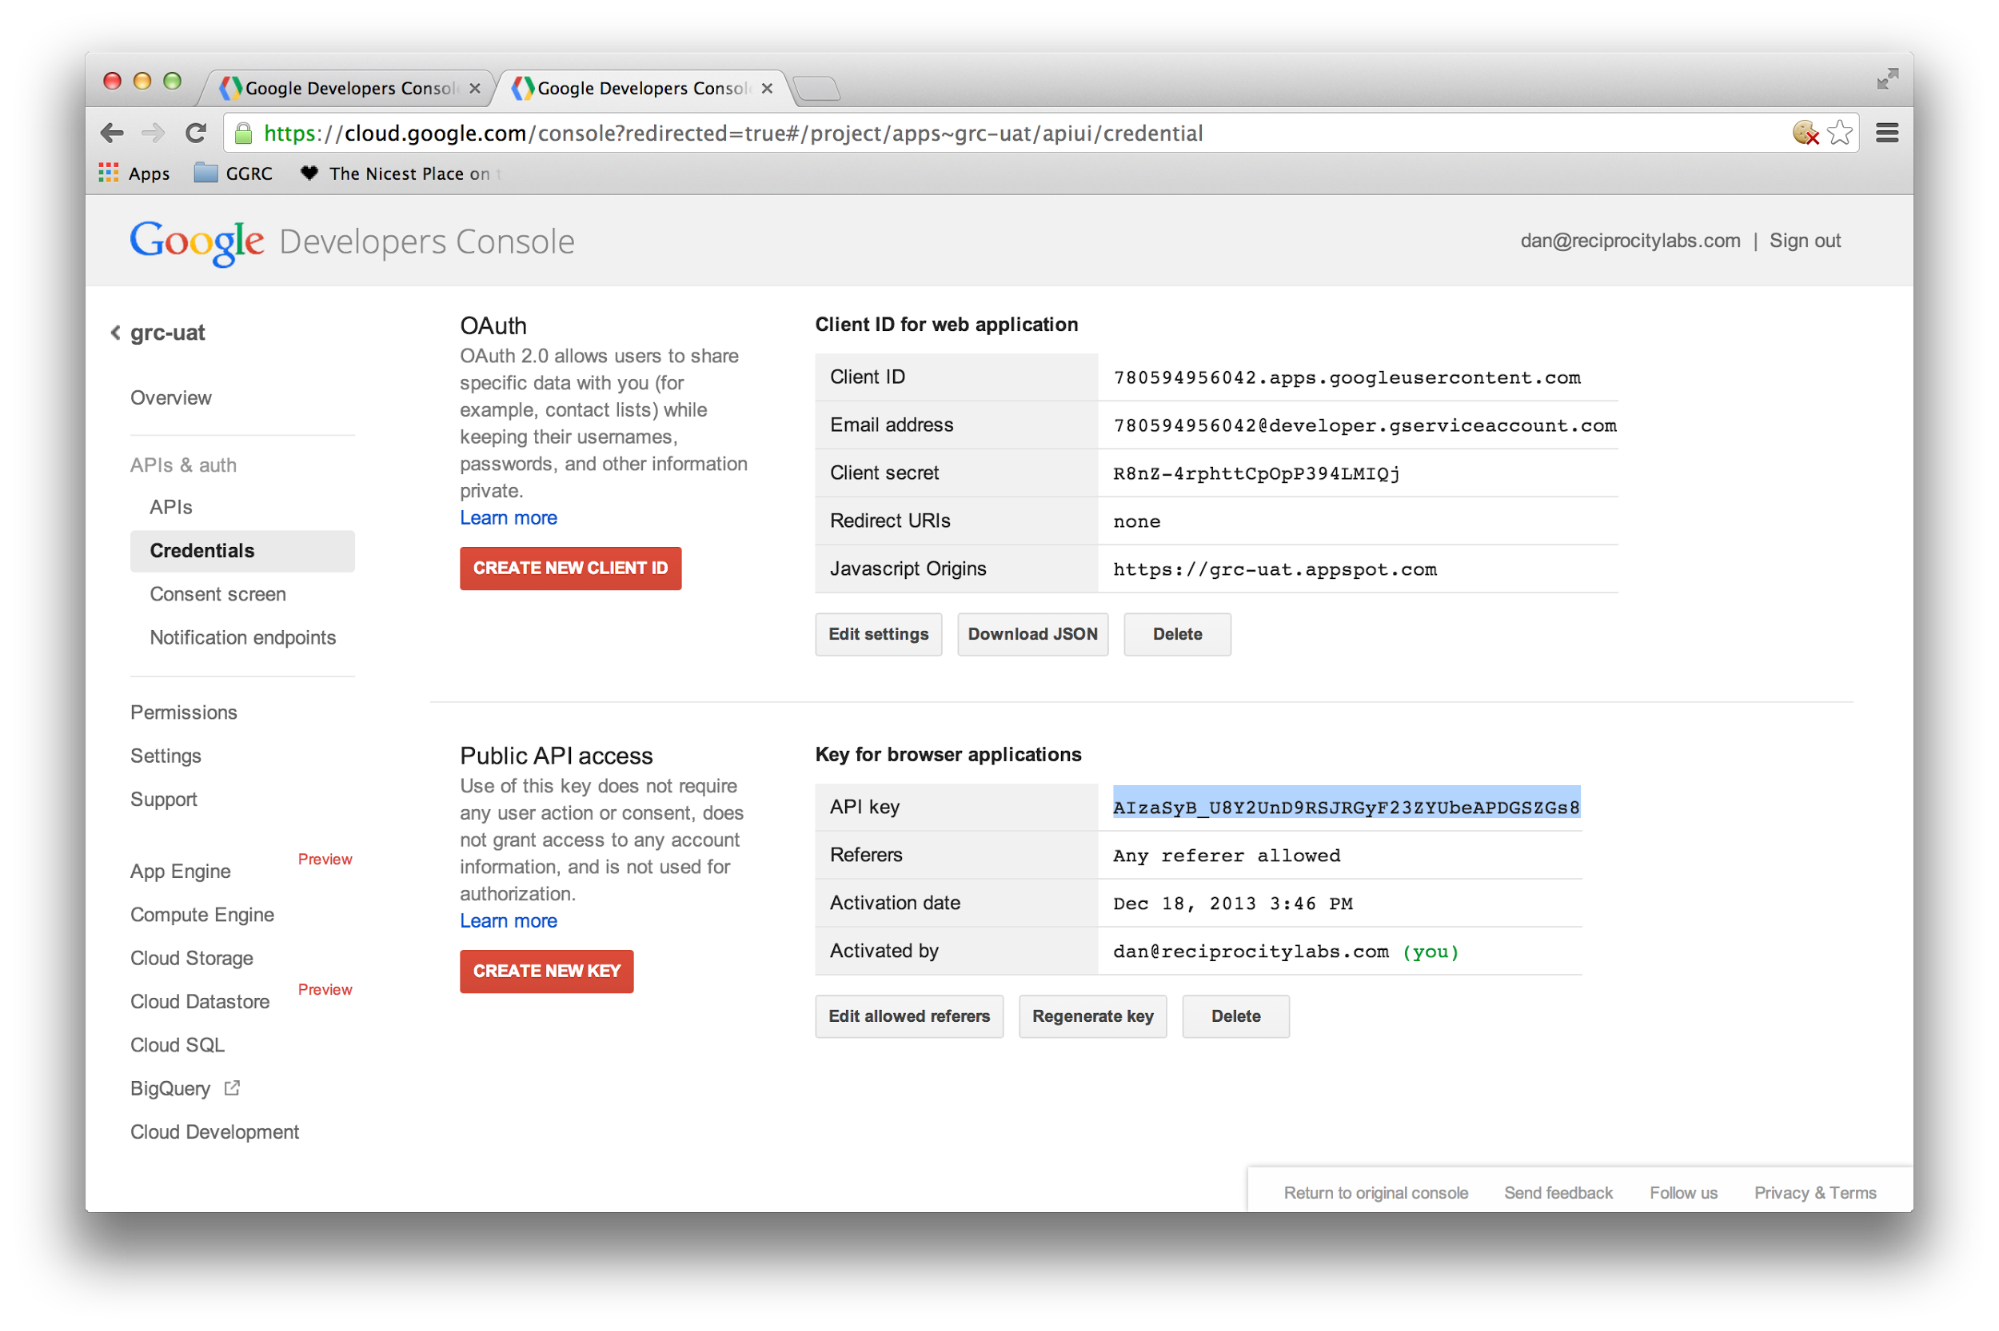 Google Developers Consol
Google Developers Consol
https://cloud.google.com/console?redirected=true#/project/apps~grc-uat/apiui/credential
Apps GGRC The Nicest Place on
Google Developers Console
dan@reciprocitylabs.com | Sign out
grc-uat
Overview
APIs & auth
APIs
Credentials
Consent screen
Notification endpoints
Permissions
Settings
Support
App Engine Preview
Compute Engine
Cloud Storage
Cloud Datastore Preview
Cloud SQL
BigQuery
Cloud Development
OAuth
OAuth 2.0 allows users to share
specific data with you (for
example, contact lists) while
keeping their usernames,
passwords, and other information
private.
Learn more
CREATE NEW CLIENT ID
Client ID for web application
Client ID 780594956042.apps.googleusercontent.com
Email address 780594956042@developer.gserviceaccount.com
Client secret R8nZ-4rphttCpOpP394LMIQj
Redirect URIs none
Javascript Origins https://grc-uat.appspot.com
Edit settings Download JSON Delete
Public API access
Use of this key does not require
any user action or consent, does
not grant access to any account
information, and is not used for
authorization.
Learn more
CREATE NEW KEY
Key for browser applications
API key AIzaSyB_U8Y2UnD9RSJRGyF23ZYUbeAPDGSZGs8
Referers Any referer allowed
Activation date Dec 18, 2013 3:46 PM
Activated by dan@reciprocitylabs.com (you)
Edit allowed referers Regenerate key Delete
Return to original console Send feedback Follow us Privacy & Terms